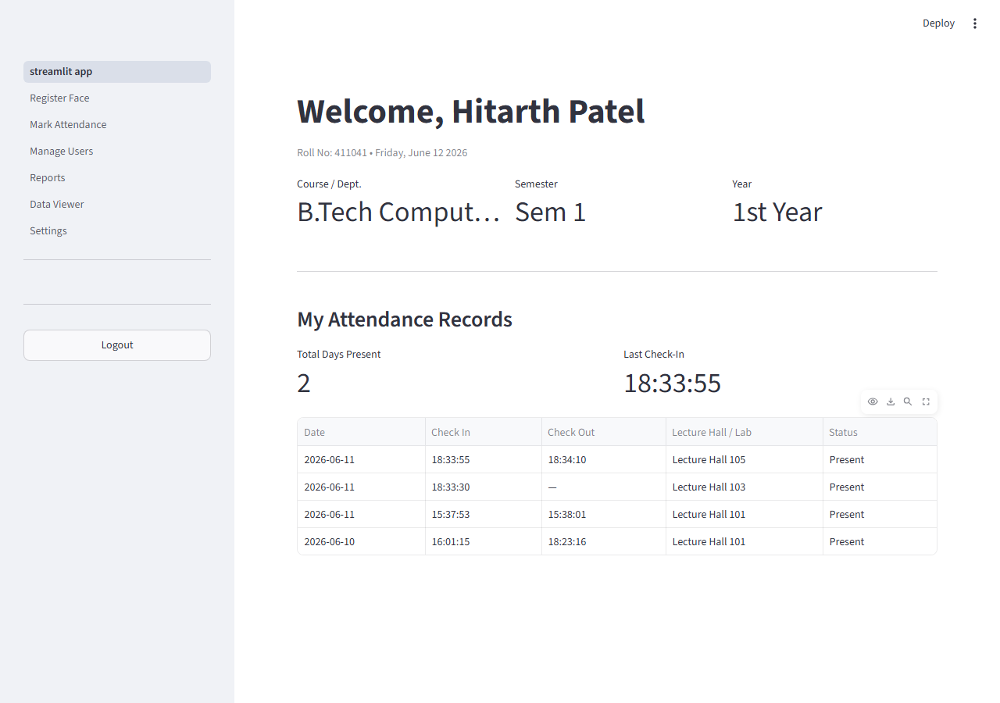 Deploy
streamlit app
Register Face
Mark Attendance
Manage Users
Reports
Data Viewer
Settings
Logout
Welcome, Hitarth Patel
Roll No: 411041 • Friday, June 12 2026
Course / Dept. Semester Year
B.Tech Comput… Sem 1 1st Year
My Attendance Records
Total Days Present Last Check-In
2 18:33:55
Date Check In Check Out Lecture Hall / Lab Status
2026-06-11 18:33:55 18:34:10 Lecture Hall 105 Present
2026-06-11 18:33:30 — Lecture Hall 103 Present
2026-06-11 15:37:53 15:38:01 Lecture Hall 101 Present
2026-06-10 16:01:15 18:23:16 Lecture Hall 101 Present